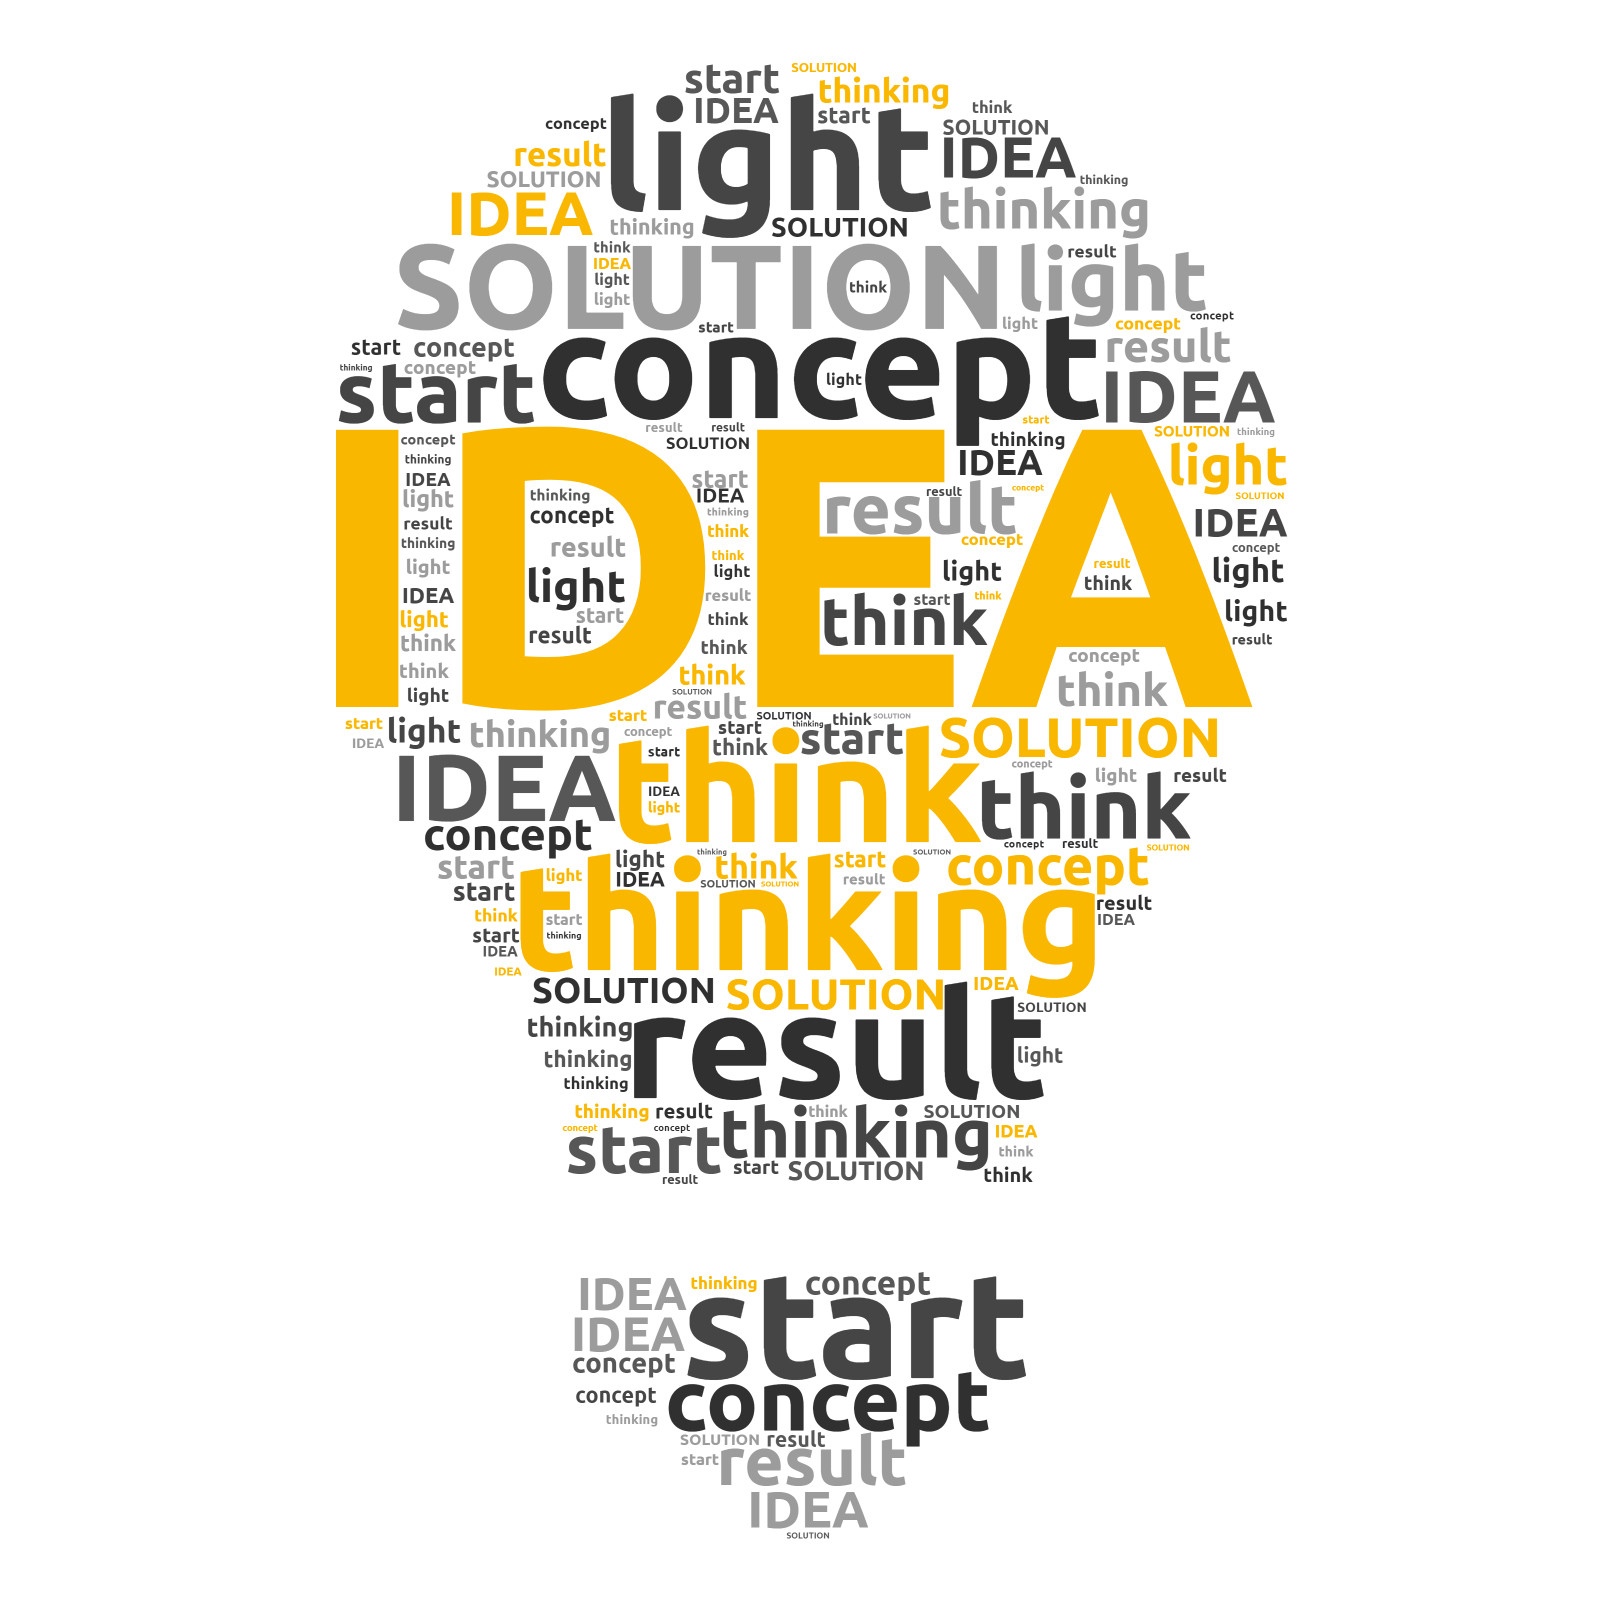 start SOLUTION
thinking
IDEA light start think
concept SOLUTION
result IDEA
SOLUTION thinking
IDEA thinking SOLUTION thinking
think result
SOLUTION light
IDEA
light think
light
start light concept concept
start concept concept result
thinking concept
start light IDEA
result result start SOLUTION thinking
concept SOLUTION thinking
IDEA
thinking IDEA light
IDEA start result concept
light thinking IDEA result SOLUTION
concept thinking IDEA
result think concept
thinking result think light concept
light light light result light
IDEA start result start think think light
light result think think result
think think concept
think think think
light SOLUTION
start light thinking start result SOLUTION think SOLUTION
IDEA concept start thinking start SOLUTION
think
IDEA start think concept light result
IDEA think
light
concept concept result SOLUTION
start light thinking think start SOLUTION concept
start light IDEA SOLUTION SOLUTION result
think start thinking result
start thinking IDEA
IDEA
IDEA
SOLUTION SOLUTION IDEA
thinking result SOLUTION
thinking light
thinking
thinking result think SOLUTION
concept concept thinking IDEA
start start SOLUTION think
result think
IDEA thinking concept
IDEA start
concept
concept concept
thinking
SOLUTION result
start result
IDEA
SOLUTION